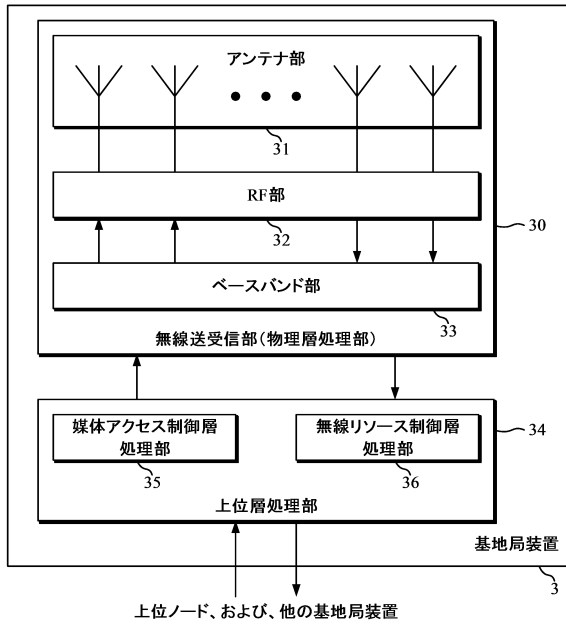 アンテナ部
31
RF部
32
30
ベースバンド部
33
無線送受信部(物理層処理部)
媒体アクセス制御層
処理部
35
無線リソース制御層
処理部
36
34
上位層処理部
基地局装置
3
上位ノード、および、他の基地局装置